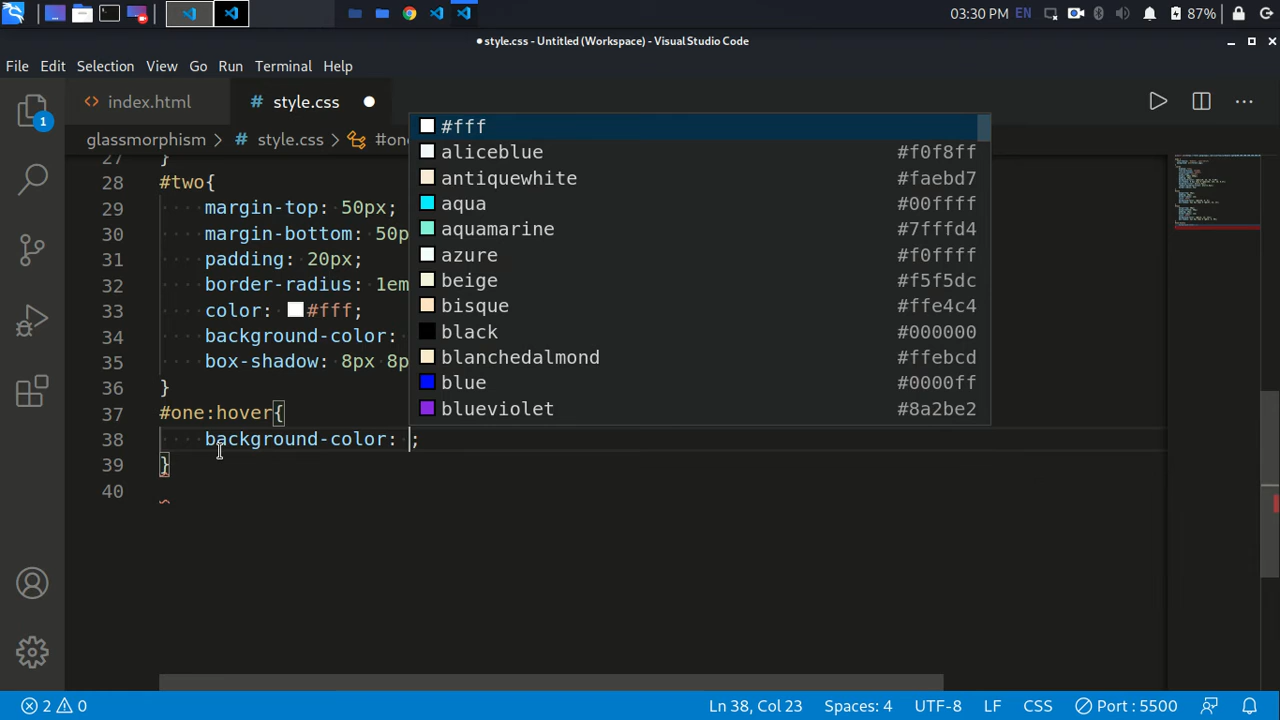 03:30 PM EN 87%
style.css - Untitled (Workspace) - Visual Studio Code
File Edit Selection View Go Run Terminal Help
index.html # style.css
1
glassmorphism > # style.css > #one
27 }
28 #two{
29 margin-top: 50px;
30 margin-bottom: 50p
31 padding: 20px;
32 border-radius: 1em
33 color: #fff;
34 background-color:
35 box-shadow: 8px 8p
36 }
37 #one:hover{
38 background-color: ;
39 }
40
#fff
aliceblue #f0f8ff
antiquewhite #faebd7
aqua #00ffff
aquamarine #7fffd4
azure #f0ffff
beige #f5f5dc
bisque #ffe4c4
black #000000
blanchedalmond #ffebcd
blue #0000ff
blueviolet #8a2be2
2 0 Ln 38, Col 23 Spaces: 4 UTF-8 LF CSS Port : 5500